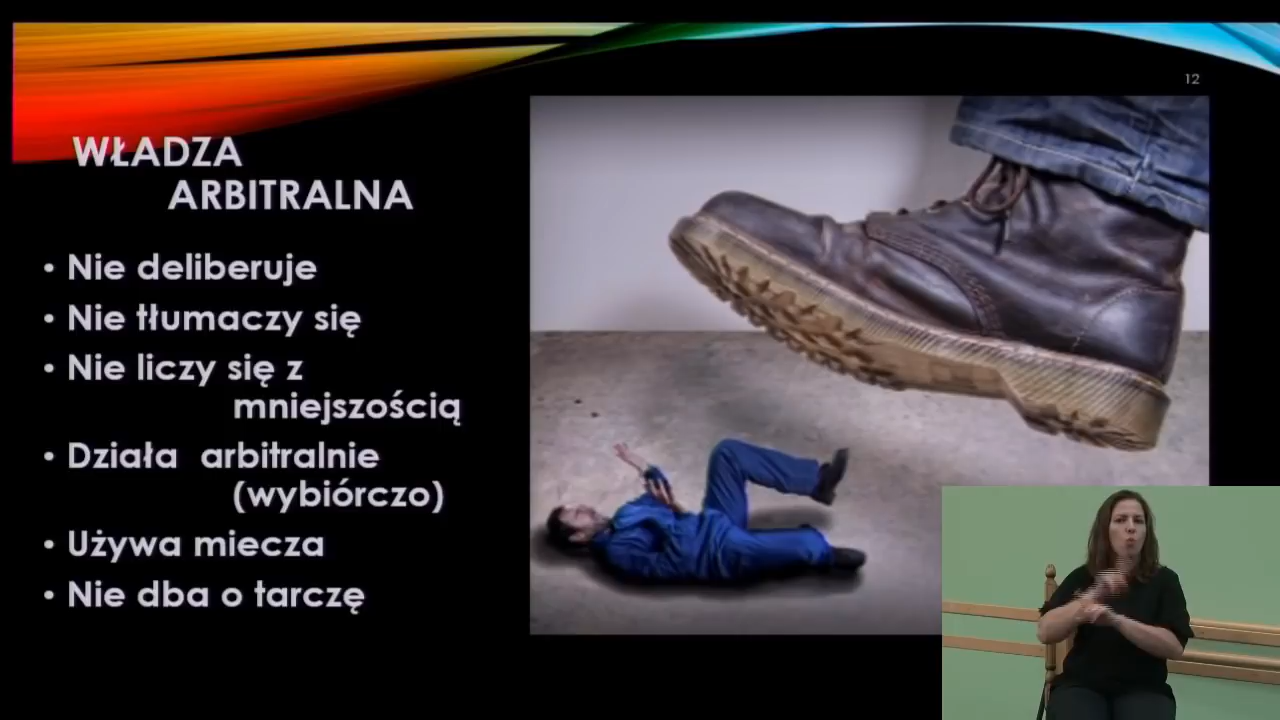 12
WŁADZA
ARBITRALNA
• Nie deliberuje
• Nie tłumaczy się
• Nie liczy się z
mniejszością
• Działa arbitralnie
(wybiórczo)
• Używa miecza
• Nie dba o tarczę